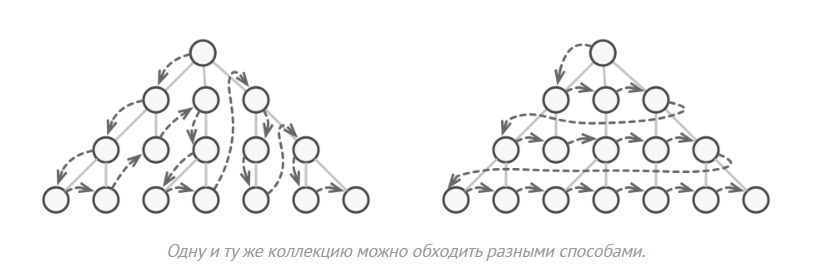 Одну и ту же коллекцию можно обходить разными способами.